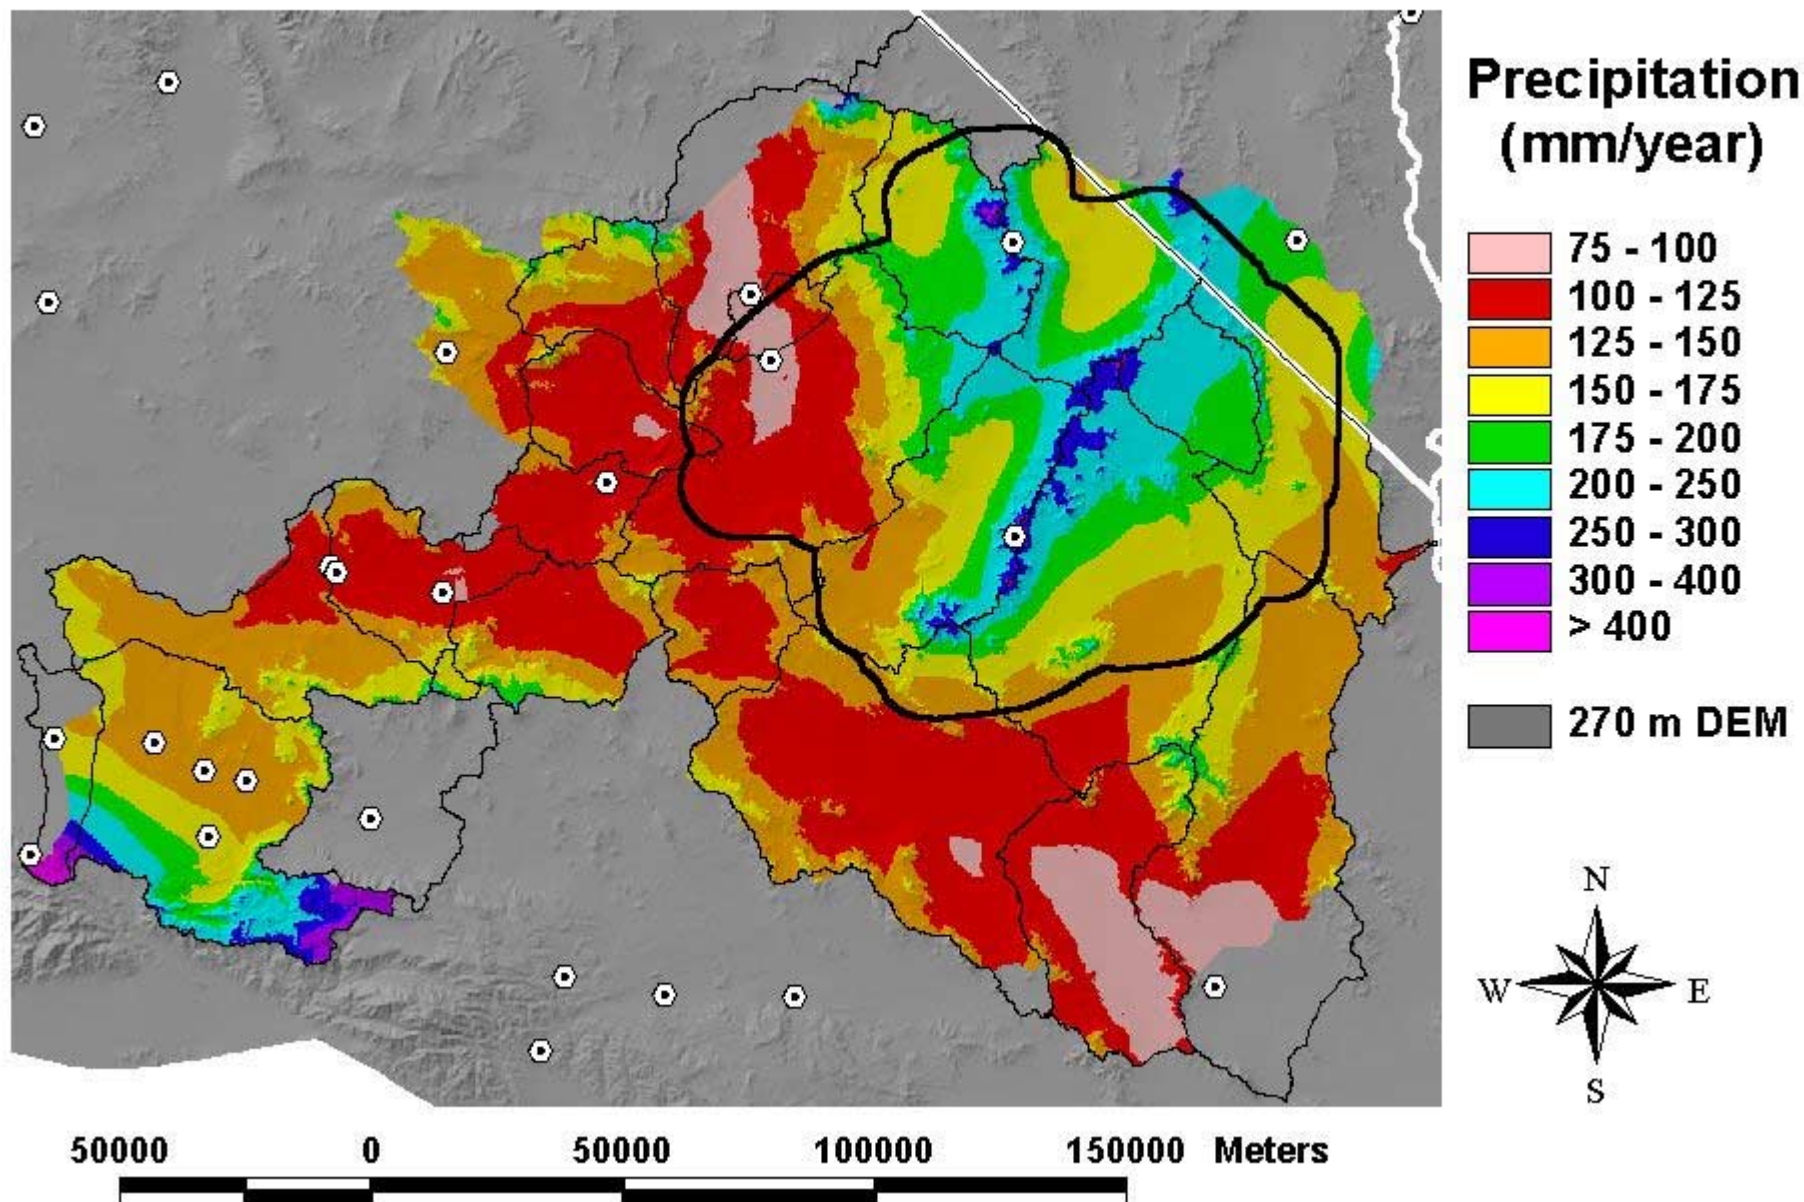 Precipitation
(mm/year)
75 - 100
100 - 125
125 - 150
150 - 175
175 - 200
200 - 250
250 - 300
300 - 400
> 400
270 m DEM
N
W E
S
50000 0 50000 100000 150000 Meters